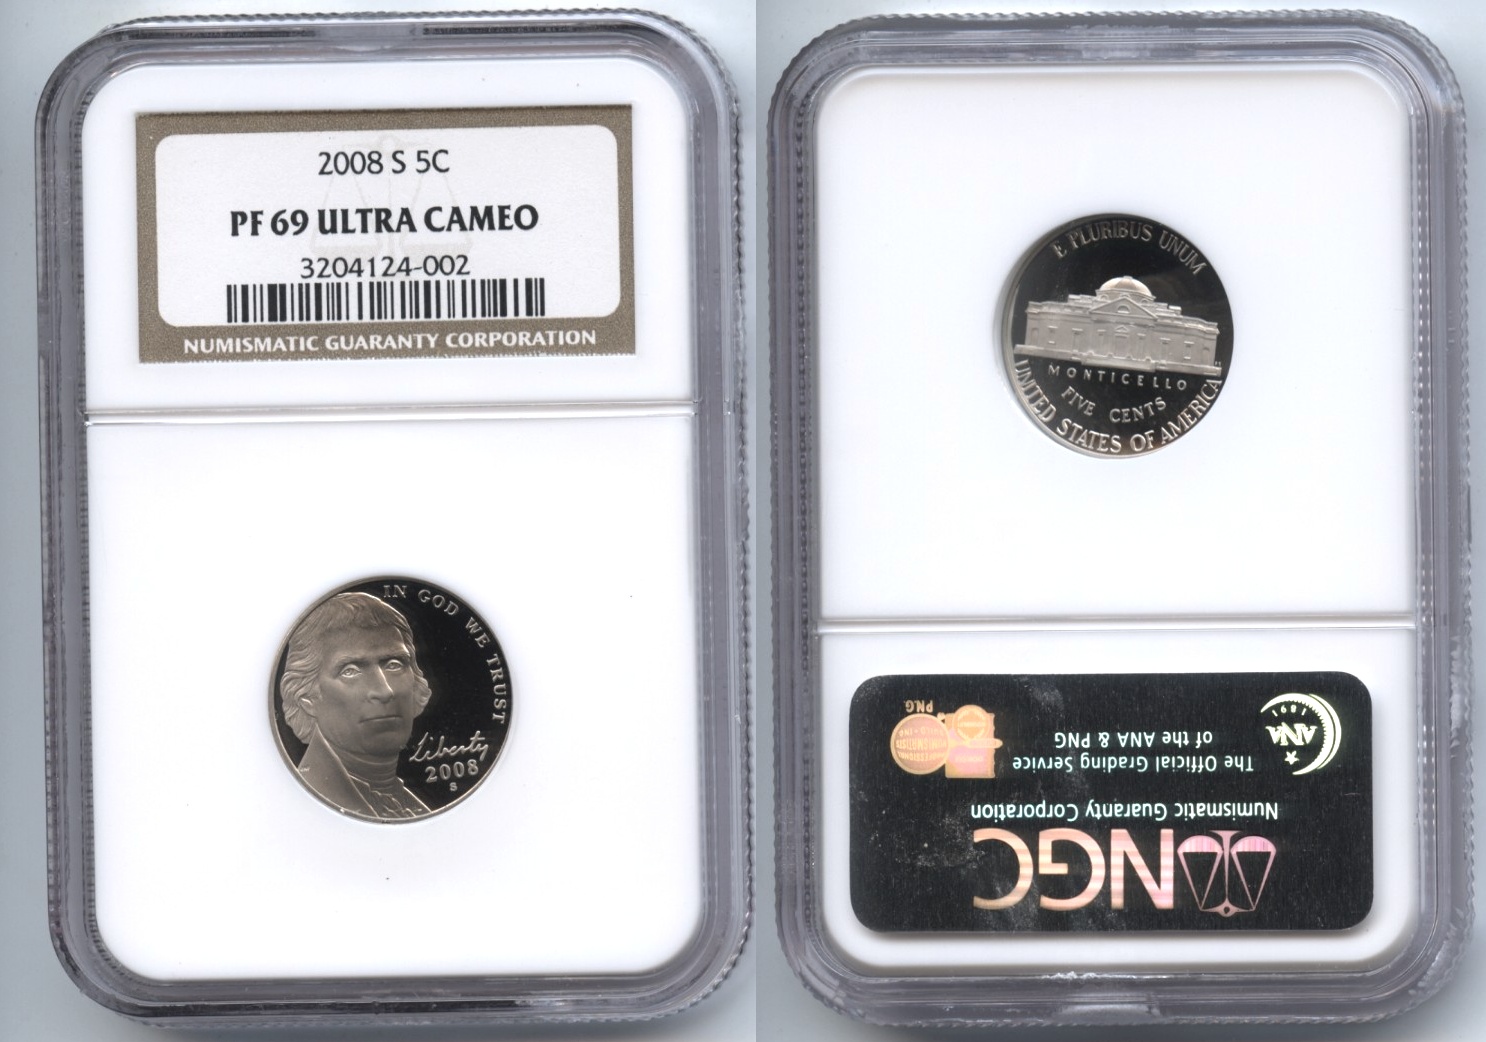 2008 S 5C
PF 69 ULTRA CAMEO
3204124-002
NUMISMATIC GUARANTY CORPORATION
IN GOD WE TRUST
Liberty
2008
S
E PLURIBUS UNUM
MONTICELLO
FIVE CENTS
UNITED STATES OF AMERICA
NGC
Numismatic Guaranty Corporation
The Official Grading Service
of the ANA & PNG
ANA
1891
P.N.G.